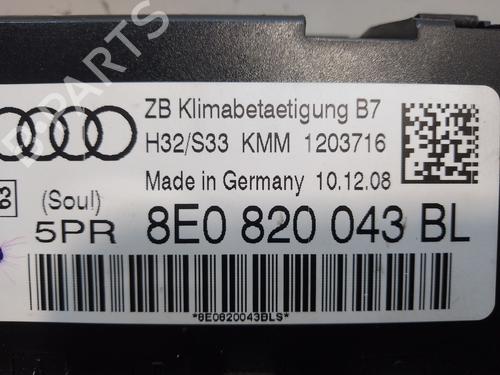 ZB Klimabetaetigung B7
H32/S33 KMM 1203716
Made in Germany 10.12.08
63
(Soul)
5PR 8E0 820 043 BL
*8E0820043BLS*
B PARTS